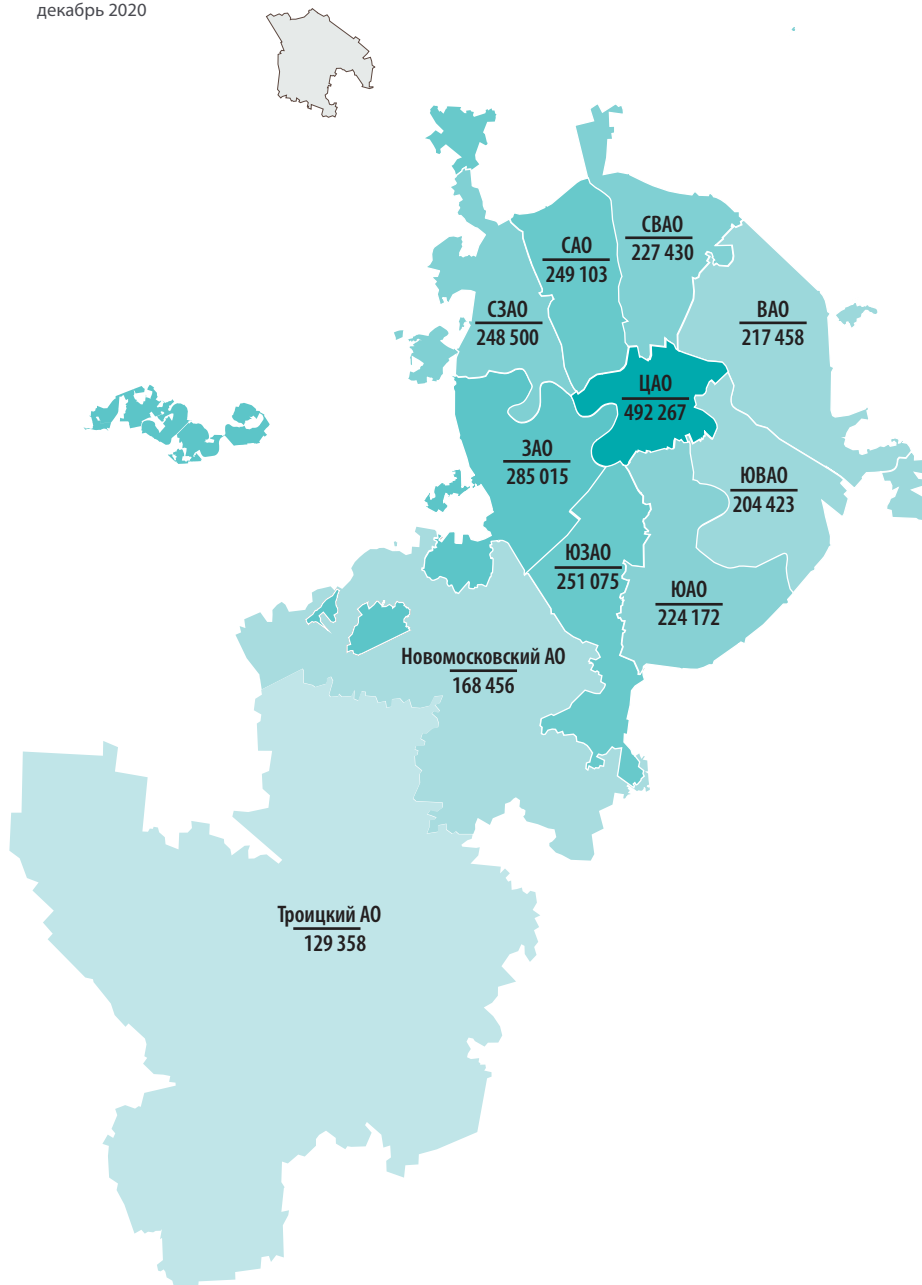 декабрь 2020
СВАО
227 430
САО
249 103
СЗАО
248 500
ВАО
217 458
ЦАО
492 267
ЗАО
285 015
ЮВАО
204 423
ЮЗАО
251 075
ЮАО
224 172
Новомосковский АО
168 456
Троицкий АО
129 358